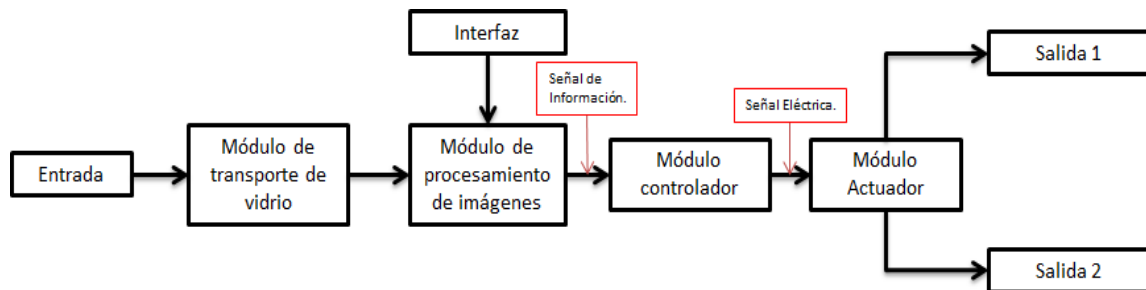 Interfaz
Señal de
Información.
Señal Eléctrica.
Salida 1
Entrada
Módulo de
transporte de
vidrio
Módulo de
procesamiento
de imágenes
Módulo
controlador
Módulo
Actuador
Salida 2